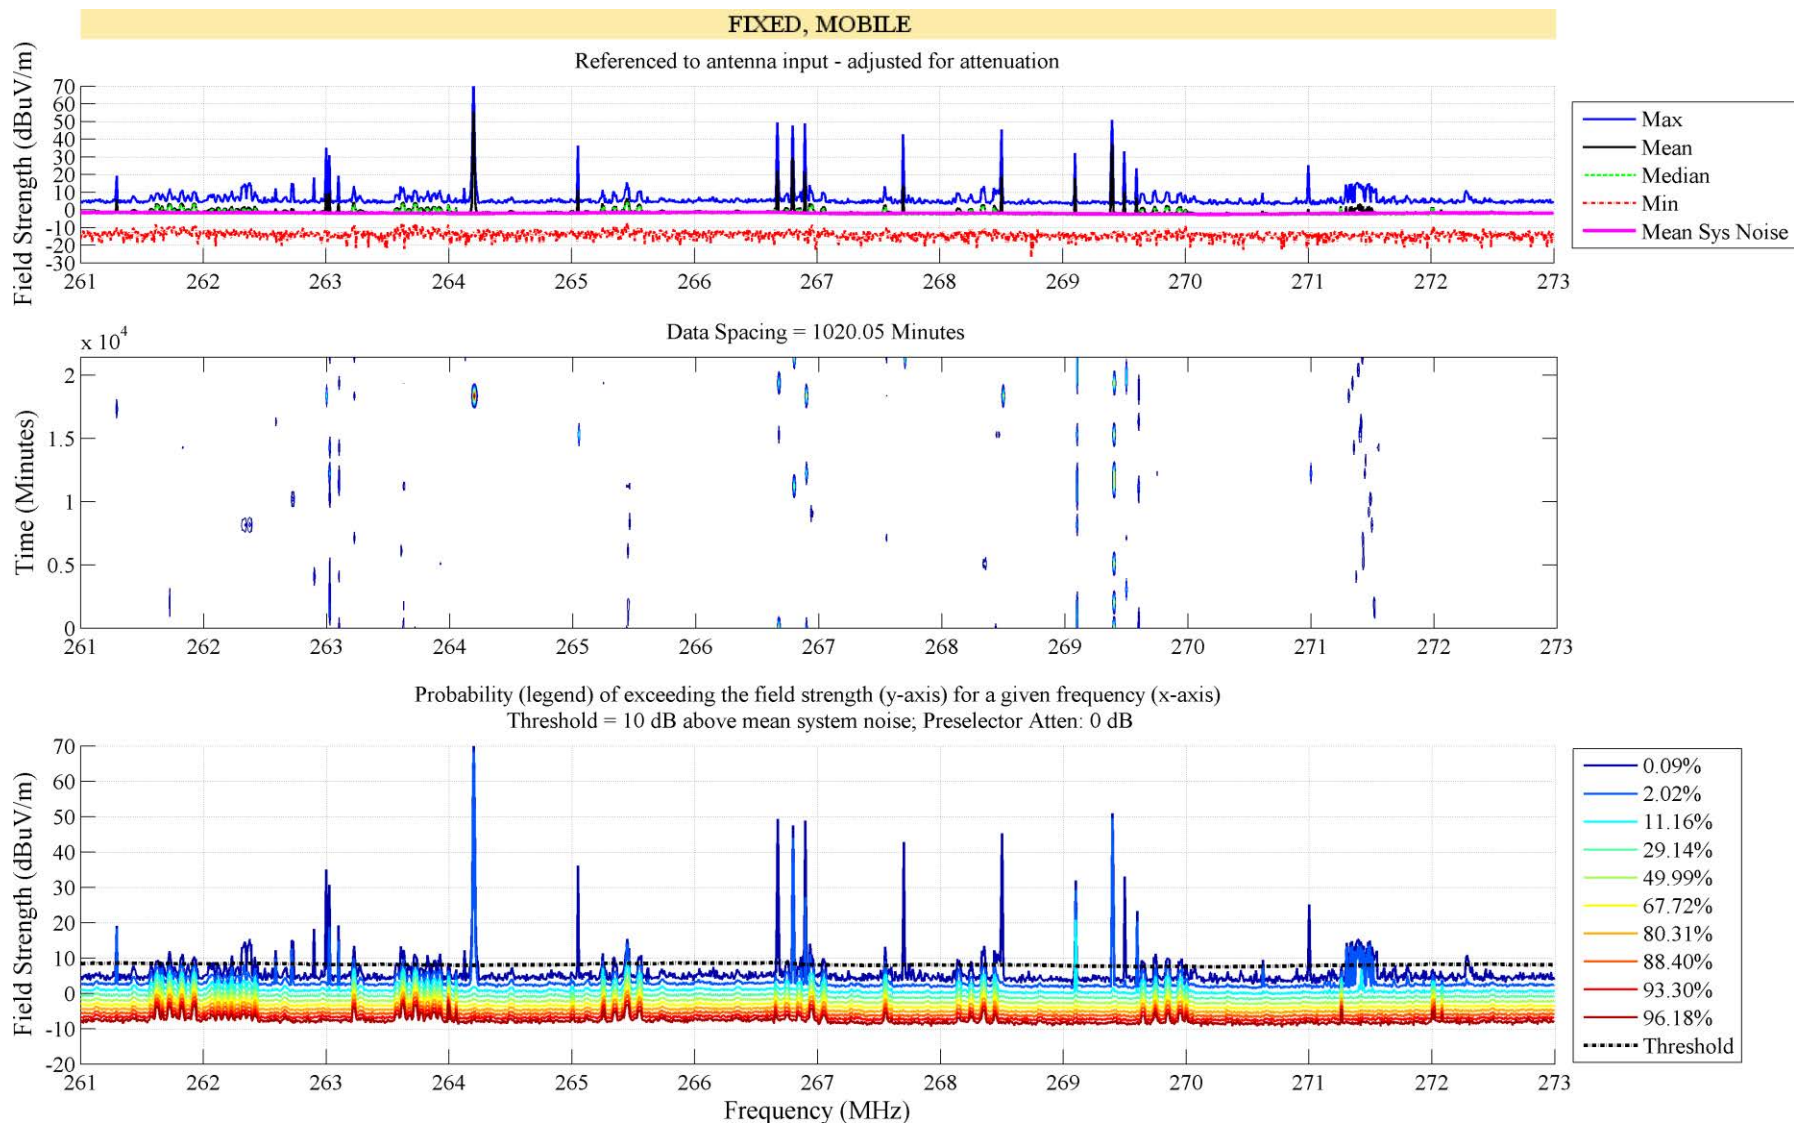 FIXED, MOBILE
Referenced to antenna input - adjusted for attenuation
Field Strength (dBuV/m)
70
60
50
40
30
20
10
0
-10
-20
-30
261 262 263 264 265 266 267 268 269 270 271 272 273
Max
Mean
Median
Min
Mean Sys Noise
Data Spacing = 1020.05 Minutes
x 10^4
Time (Minutes)
2
1.5
1
0.5
0
261 262 263 264 265 266 267 268 269 270 271 272 273
Probability (legend) of exceeding the field strength (y-axis) for a given frequency (x-axis)
Threshold = 10 dB above mean system noise; Preselector Atten: 0 dB
Field Strength (dBuV/m)
70
60
50
40
30
20
10
0
-10
-20
261 262 263 264 265 266 267 268 269 270 271 272 273
Frequency (MHz)
0.09%
2.02%
11.16%
29.14%
49.99%
67.72%
80.31%
88.40%
93.30%
96.18%
Threshold